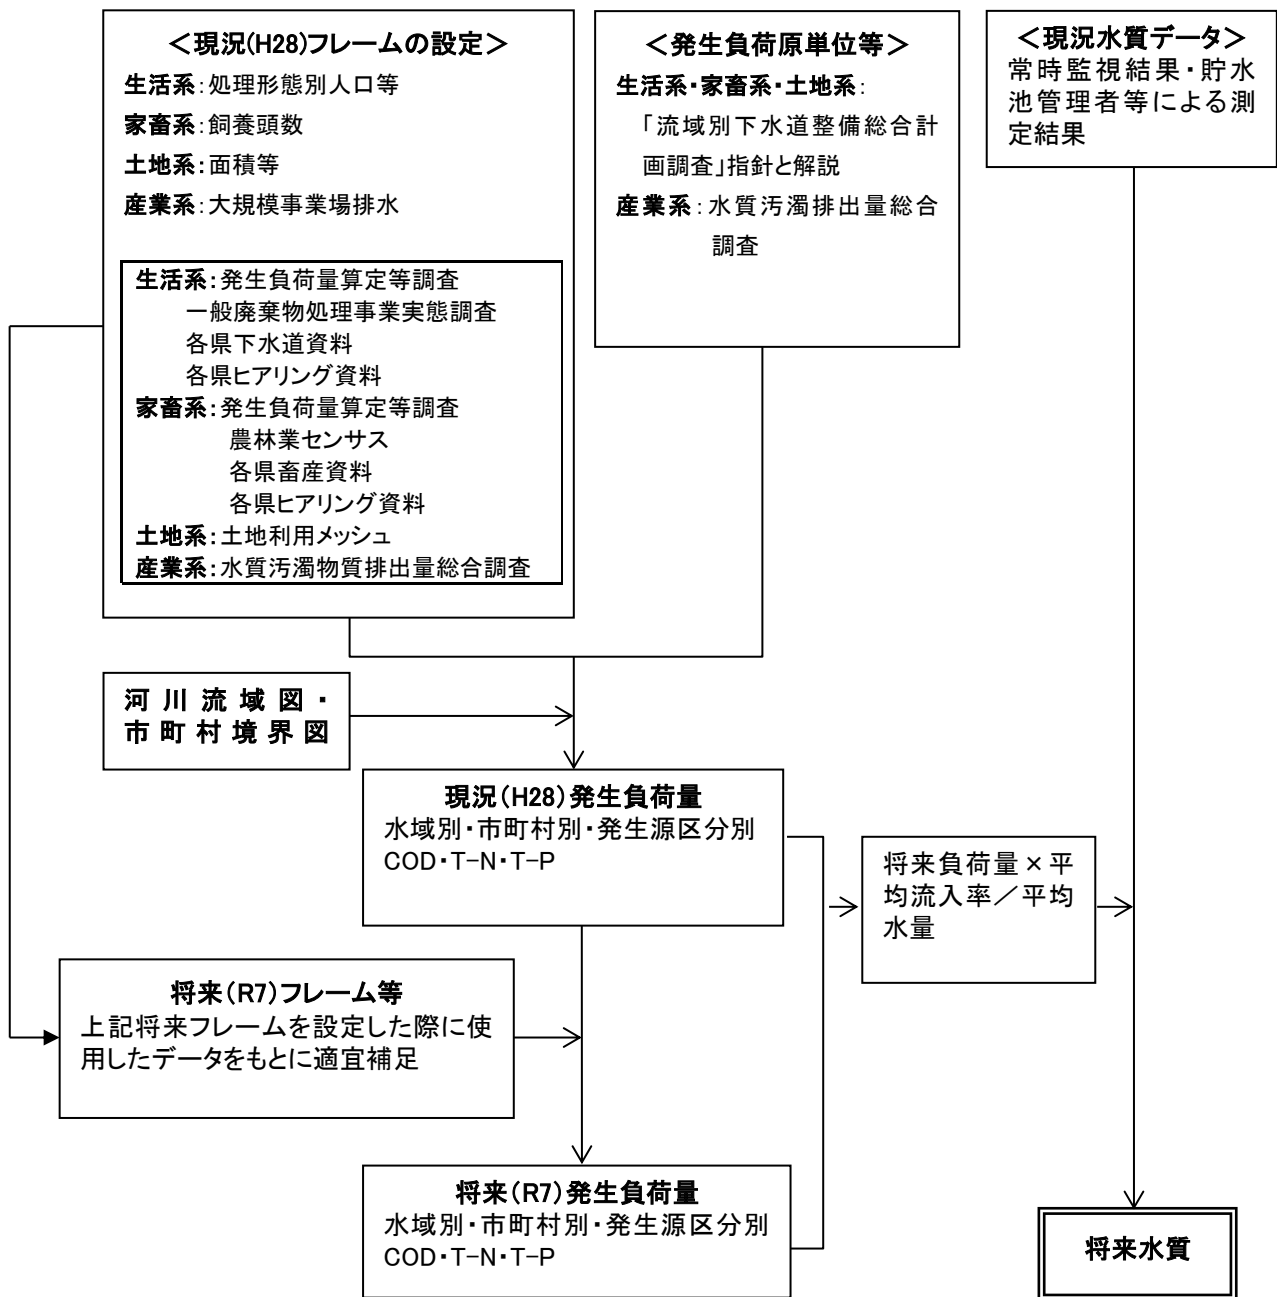 ＜現況(H28)フレームの設定＞
生活系：処理形態別人口等
家畜系：飼養頭数
土地系：面積等
産業系：大規模事業場排水
生活系：発生負荷量算定等調査
一般廃棄物処理事業実態調査
各県下水道資料
各県ヒアリング資料
家畜系：発生負荷量算定等調査
農林業センサス
各県畜産資料
各県ヒアリング資料
土地系：土地利用メッシュ
産業系：水質汚濁物質排出量総合調査
＜発生負荷原単位等＞
生活系・家畜系・土地系：
「流域別下水道整備総合計
画調査」指針と解説
産業系：水質汚濁排出量総合
調査
＜現況水質データ＞
常時監視結果・貯水
池管理者等による測
定結果
河川流域図・
市町村境界図
現況（H28）発生負荷量
水域別・市町村別・発生源区分別
COD・T-N・T-P
将来負荷量×平
均流入率／平均
水量
将来（R7）フレーム等
上記将来フレームを設定した際に使
用したデータをもとに適宜補足
将来（R7）発生負荷量
水域別・市町村別・発生源区分別
COD・T-N・T-P
将来水質